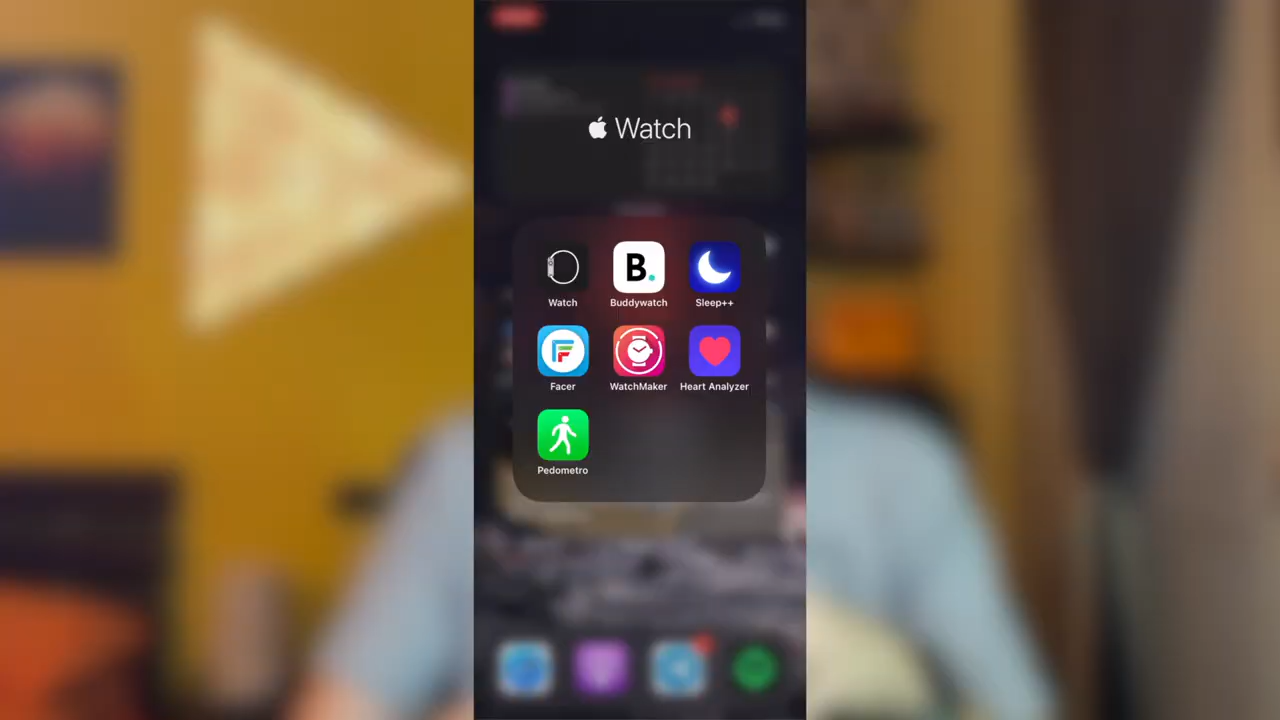 Watch
Watch Buddywatch Sleep++
Facer WatchMaker Heart Analyzer
Pedometro